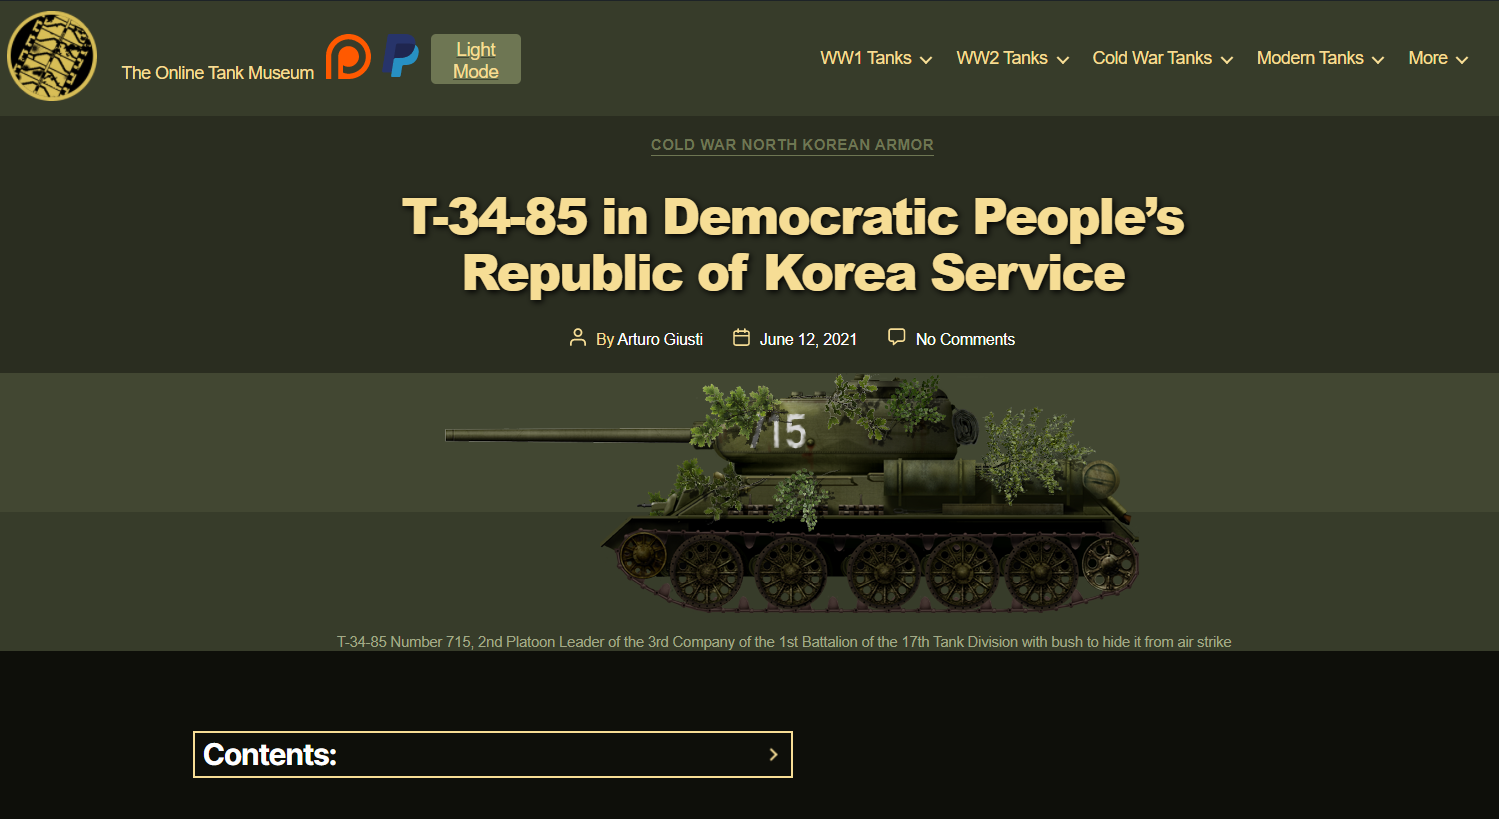 The Online Tank Museum
Light
Mode
WW1 Tanks
WW2 Tanks
Cold War Tanks
Modern Tanks
More
COLD WAR NORTH KOREAN ARMOR
T-34-85 in Democratic People’s
Republic of Korea Service
By Arturo Giusti
June 12, 2021
No Comments
715
T-34-85 Number 715, 2nd Platoon Leader of the 3rd Company of the 1st Battalion of the 17th Tank Division with bush to hide it from air strike
Contents: